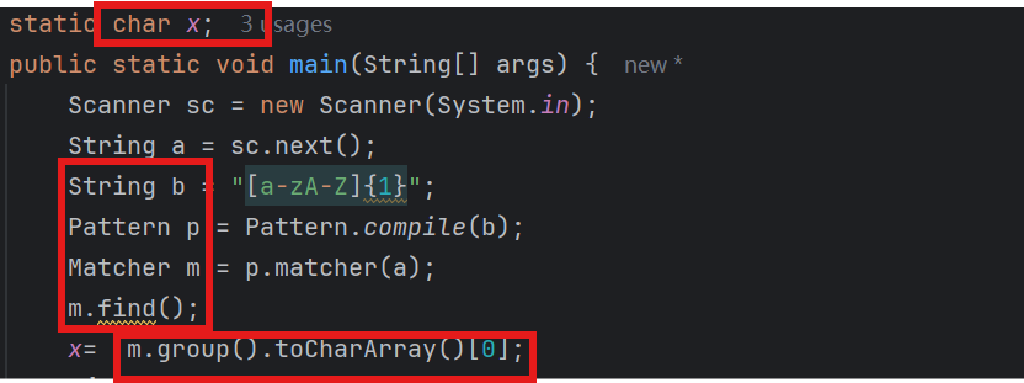 static char x;  3 usages
public static void main(String[] args) {  new *
Scanner sc = new Scanner(System.in);
String a = sc.next();
String b = "[a-zA-Z]{1}";
Pattern p = Pattern.compile(b);
Matcher m = p.matcher(a);
m.find();
x=  m.group().toCharArray()[0];